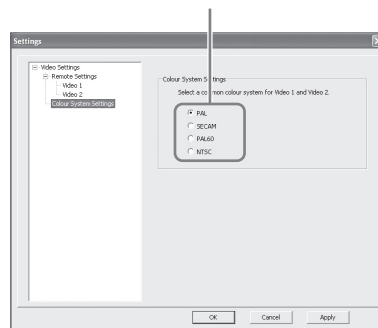 Settings
Video Settings
Remote Settings
Video 1
Video 2
Colour System Settings
Colour System Settings
Select a common colour system for Video 1 and Video 2.
PAL
SECAM
PAL60
NTSC
OK
Cancel
Apply